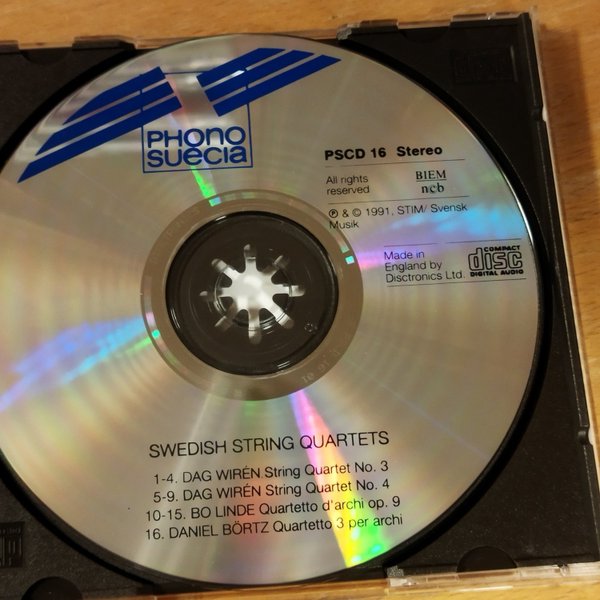 PHONO
SUECIA
PSCD 16 Stereo
All rights
reserved
BIEM
ncb
℗ & © 1991, STIM/ Svensk
Musik
Made in
England by
Disctronics Ltd.
COMPACT
disc
DIGITAL AUDIO
SWEDISH STRING QUARTETS
1-4. DAG WIRÉN String Quartet No. 3
5-9. DAG WIRÉN String Quartet No. 4
10-15. BO LINDE Quartetto d'archi op. 9
16. DANIEL BÖRTZ Quartetto 3 per archi